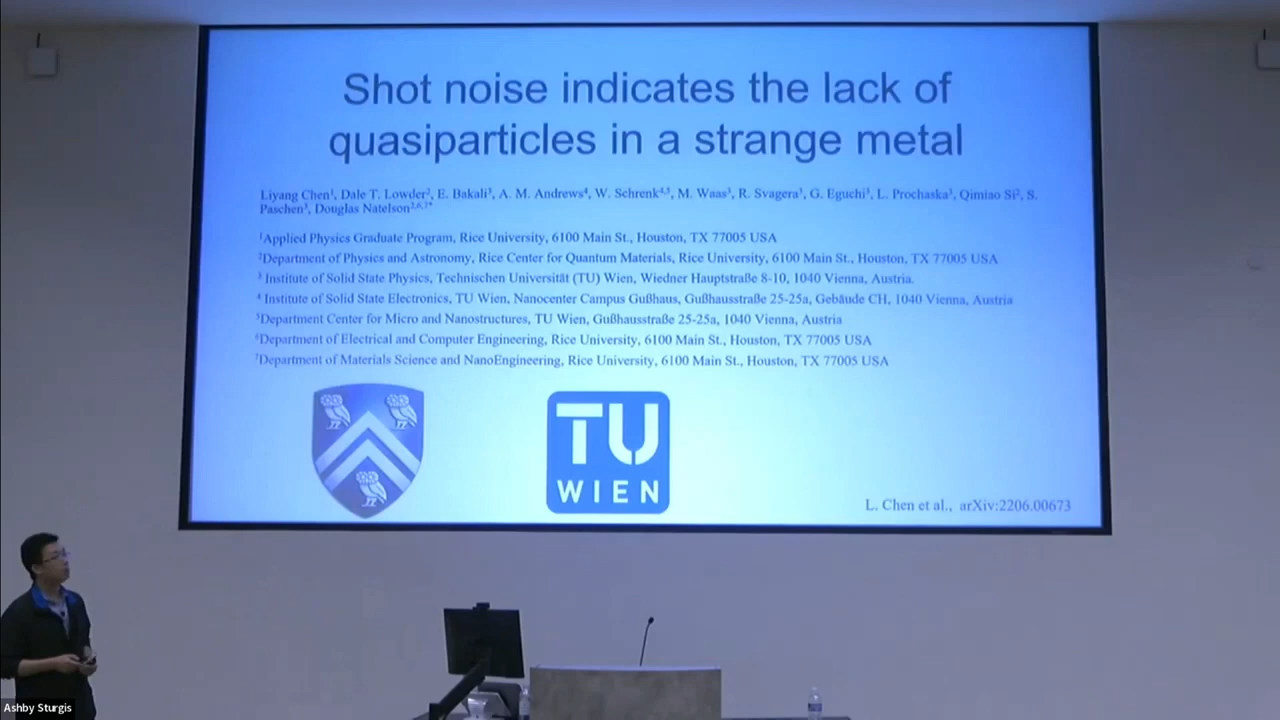 Shot noise indicates the lack of
quasiparticles in a strange metal
Liyang Chen¹, Dale T. Lowder², E. Bakali³, A. M. Andrews⁴, W. Schrenk⁴,⁵, M. Waas³, R. Svagera³, G. Eguchi³, L. Prochaska³, Qimiao Si², S.
Paschen³, Douglas Natelson²,⁶,⁷*
¹Applied Physics Graduate Program, Rice University, 6100 Main St., Houston, TX 77005 USA
²Department of Physics and Astronomy, Rice Center for Quantum Materials, Rice University, 6100 Main St., Houston, TX 77005 USA
³ Institute of Solid State Physics, Technischen Universität (TU) Wien, Wiedner Hauptstraße 8-10, 1040 Vienna, Austria.
⁴ Institute of Solid State Electronics, TU Wien, Nanocenter Campus Gußhaus, Gußhausstraße 25-25a, Gebäude CH, 1040 Vienna, Austria
⁵Department Center for Micro and Nanostructures, TU Wien, Gußhausstraße 25-25a, 1040 Vienna, Austria
⁶Department of Electrical and Computer Engineering, Rice University, 6100 Main St., Houston, TX 77005 USA
⁷Department of Materials Science and NanoEngineering, Rice University, 6100 Main St., Houston, TX 77005 USA
TU
WIEN
L. Chen et al., arXiv:2206.00673
Ashby Sturgis